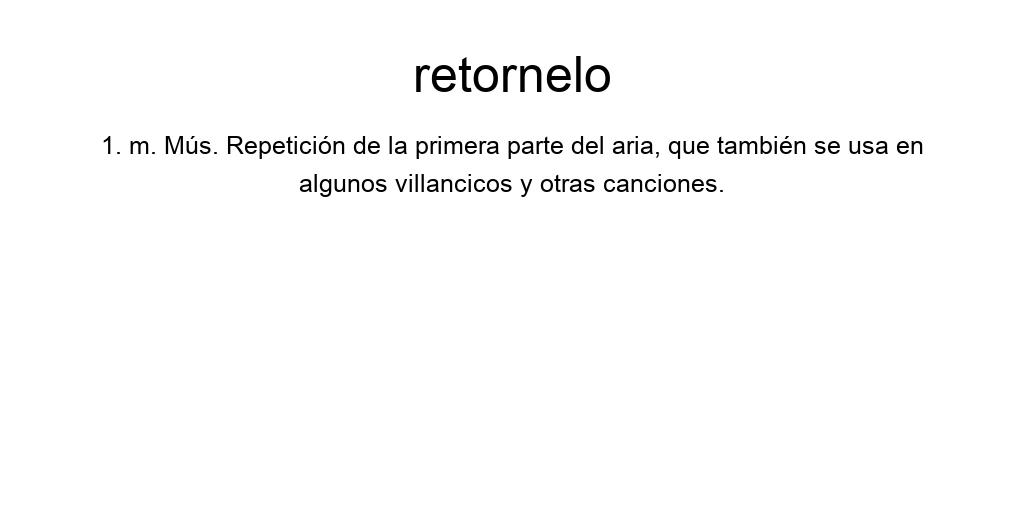 retornelo
1. m. Mús. Repetición de la primera parte del aria, que también se usa en
algunos villancicos y otras canciones.